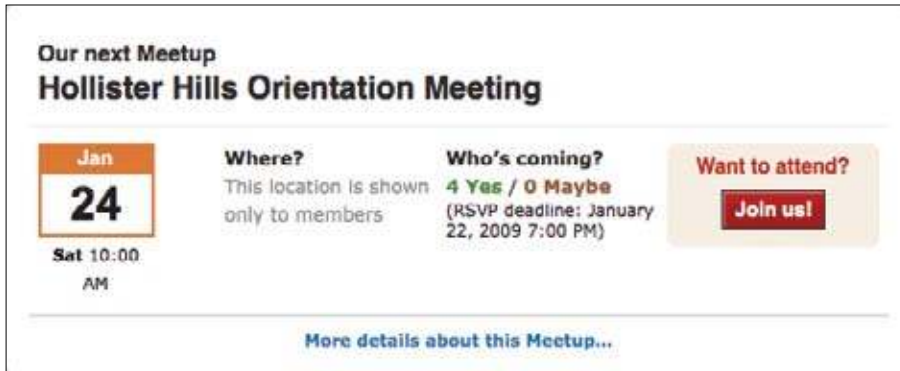 Our next Meetup
Hollister Hills Orientation Meeting
Jan
24
Sat 10:00
AM
Where?
This location is shown
only to members
Who's coming?
4 Yes / 0 Maybe
(RSVP deadline: January
22, 2009 7:00 PM)
Want to attend?
Join us!
More details about this Meetup...